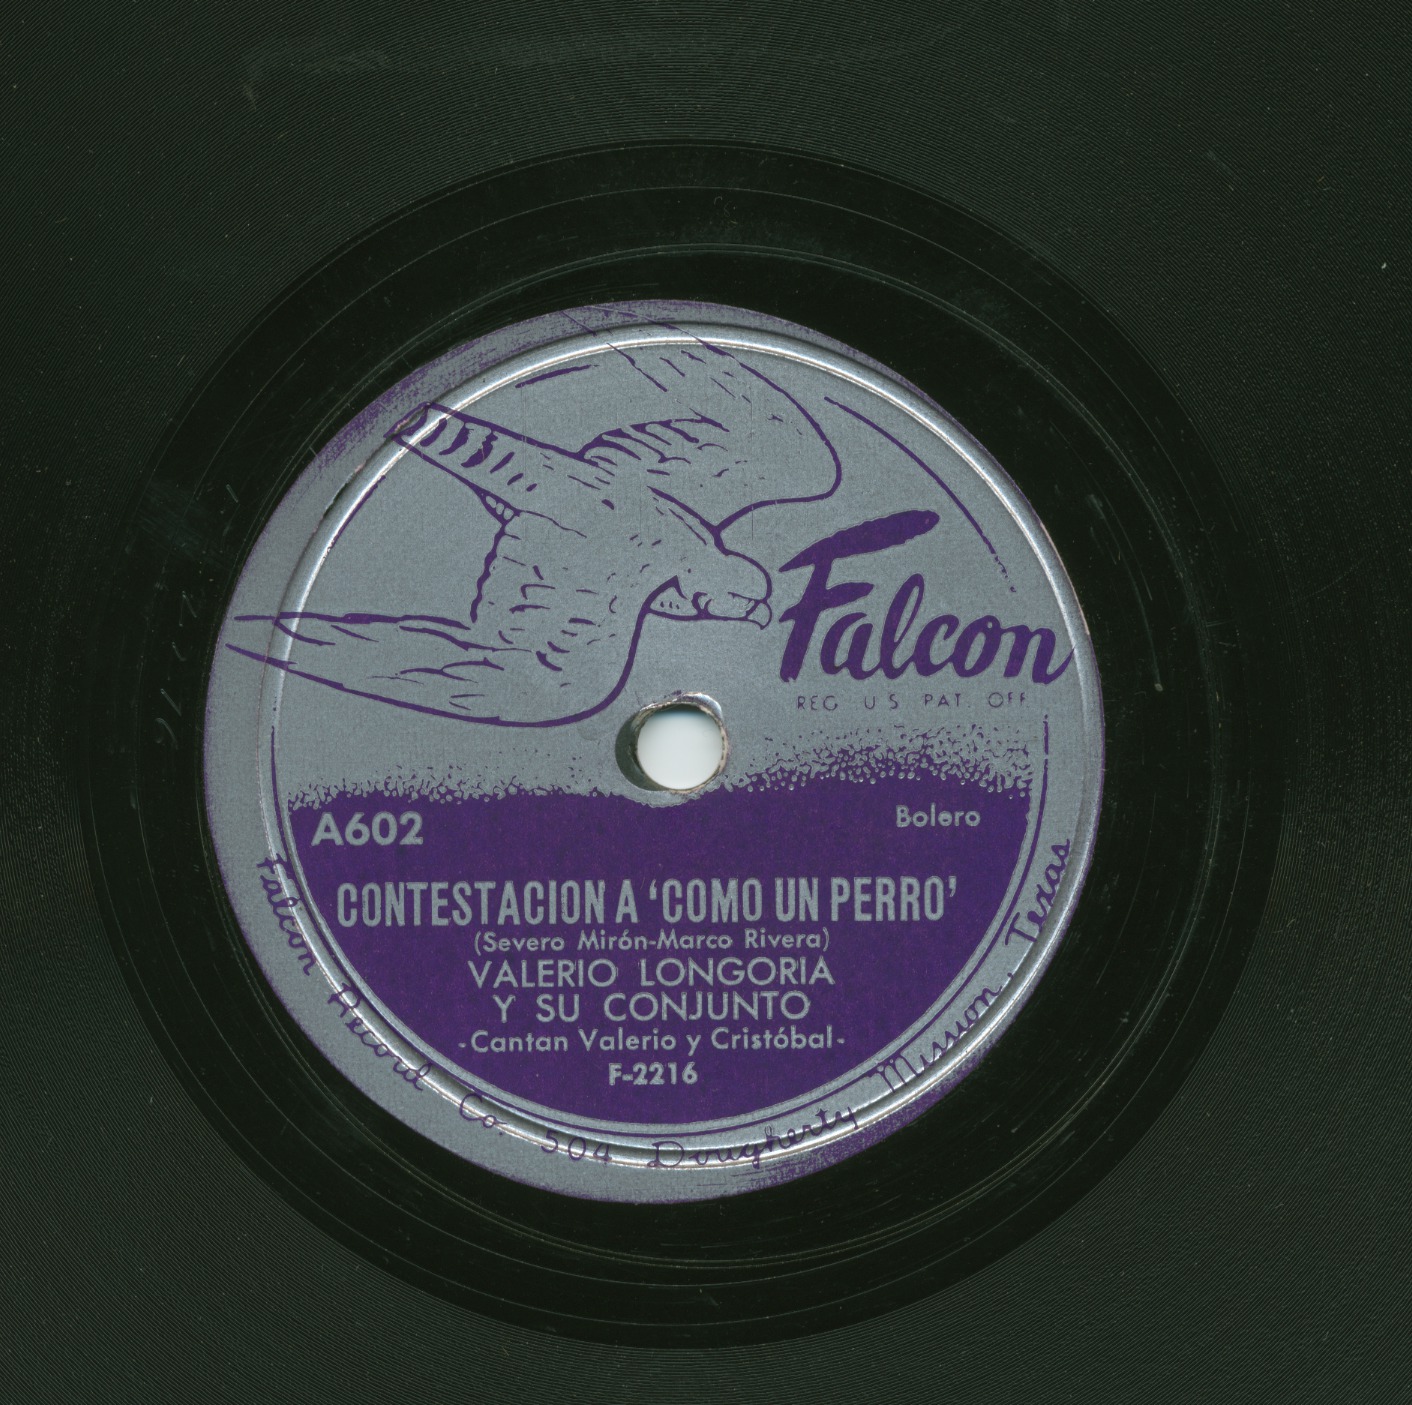 Falcon
REG. U S PAT. OFF
A602
Bolero
CONTESTACION A ‘COMO UN PERRO’
(Severo Mirón-Marco Rivera)
VALERIO LONGORIA
Y SU CONJUNTO
-Cantan Valerio y Cristóbal-
F-2216
Falcon Record Co. 504 Dougherty Mission, Texas